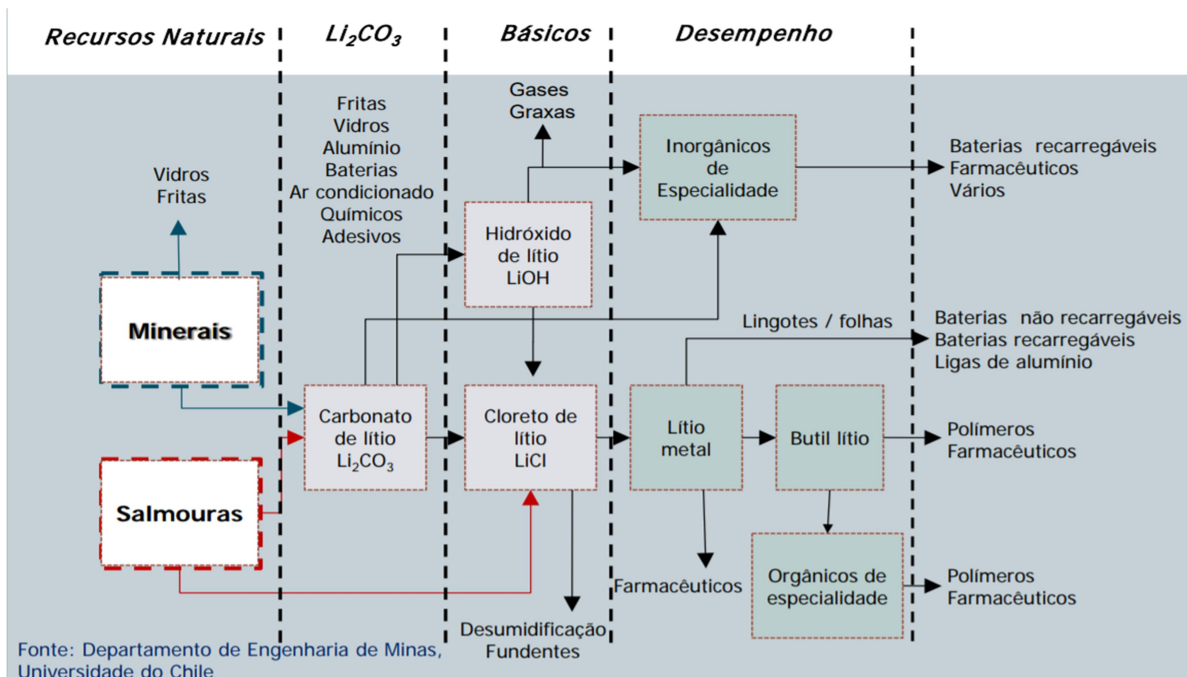 Recursos Naturais
Li₂CO₃
Básicos
Desempenho
Fritas
Vidros
Alumínio
Baterias
Ar condicionado
Químicos
Adesivos
Gases
Graxas
Inorgânicos
de
Especialidade
Baterias recarregáveis
Farmacêuticos
Vários
Vidros
Fritas
Hidróxido
de lítio
LiOH
Minerais
Lingotes / folhas
Baterias não recarregáveis
Baterias recarregáveis
Ligas de alumínio
Carbonato
de lítio
Li₂CO₃
Cloreto de
lítio
LiCl
Lítio
metal
Butil lítio
Polímeros
Farmacêuticos
Salmouras
Farmacêuticos
Orgânicos de
especialidade
Polímeros
Farmacêuticos
Desumidificação
Fundentes
Fonte: Departamento de Engenharia de Minas,
Universidade do Chile